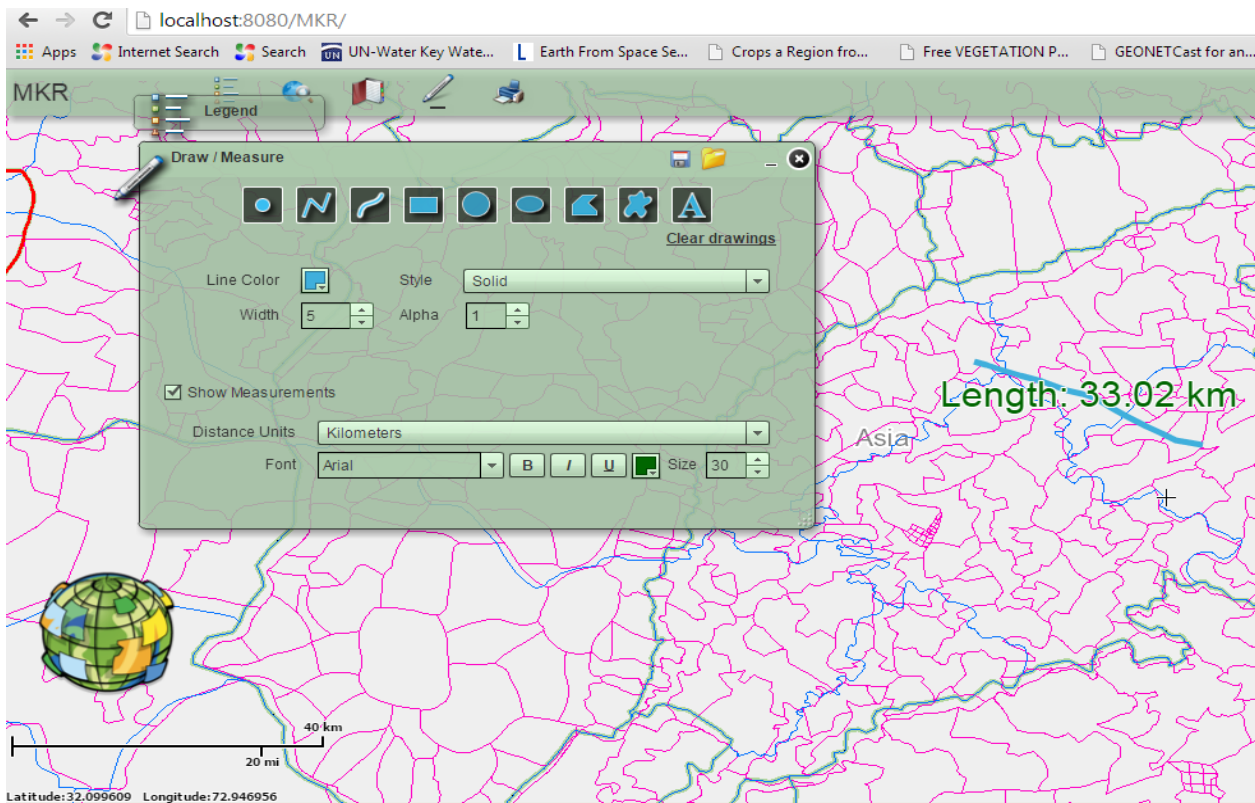 localhost:8080/MKR/
Apps Internet Search Search UN UN-Water Key Wate... L Earth From Space Se... Crops a Region fro... Free VEGETATION P... GEONETCast for an...
MKR
Legend
Draw / Measure
A
Clear drawings
Line Color Style Solid
Width 5 Alpha 1
Show Measurements
Length: 33.02 km
Distance Units Kilometers
Asia
Font Arial B I U Size 30
40 km
20 mi
Latitude:32.099609 Longitude:72.946956